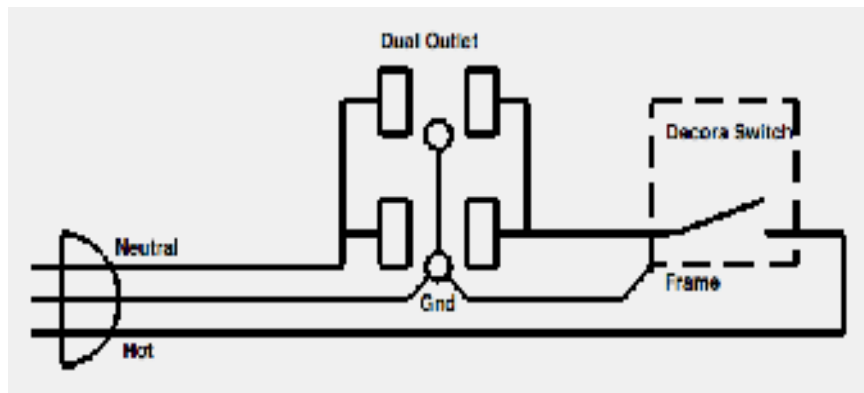 Dual Outlet
Decora Switch
Neutral
Frame
Gnd
Hot